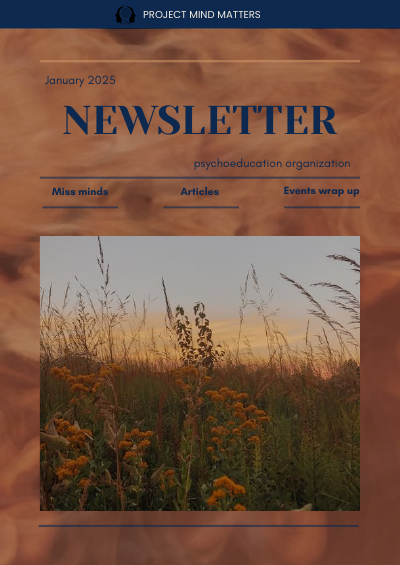 PROJECT MIND MATTERS
January 2025
NEWSLETTER
psychoeducation organization
Miss minds Articles Events wrap up